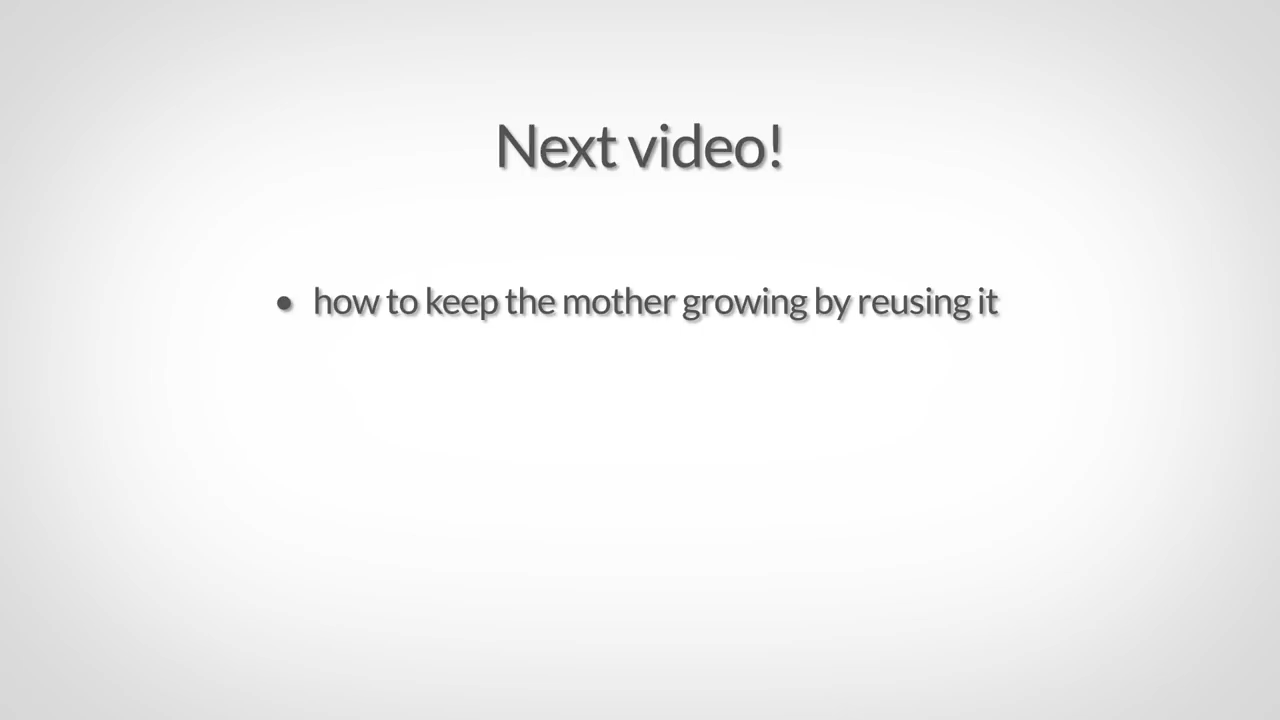 Next video!
• how to keep the mother growing by reusing it